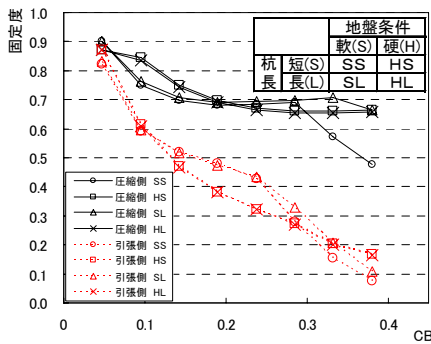 固定度
1.0
0.9
0.8
0.7
0.6
0.5
0.4
0.3
0.2
0.1
0.0
地盤条件
軟(S) 硬(H)
杭長 短(S) SS HS
長(L) SL HL
圧縮側 SS
圧縮側 HS
圧縮側 SL
圧縮側 HL
引張側 SS
引張側 HS
引張側 SL
引張側 HL
0 0.1 0.2 0.3 0.4
CB